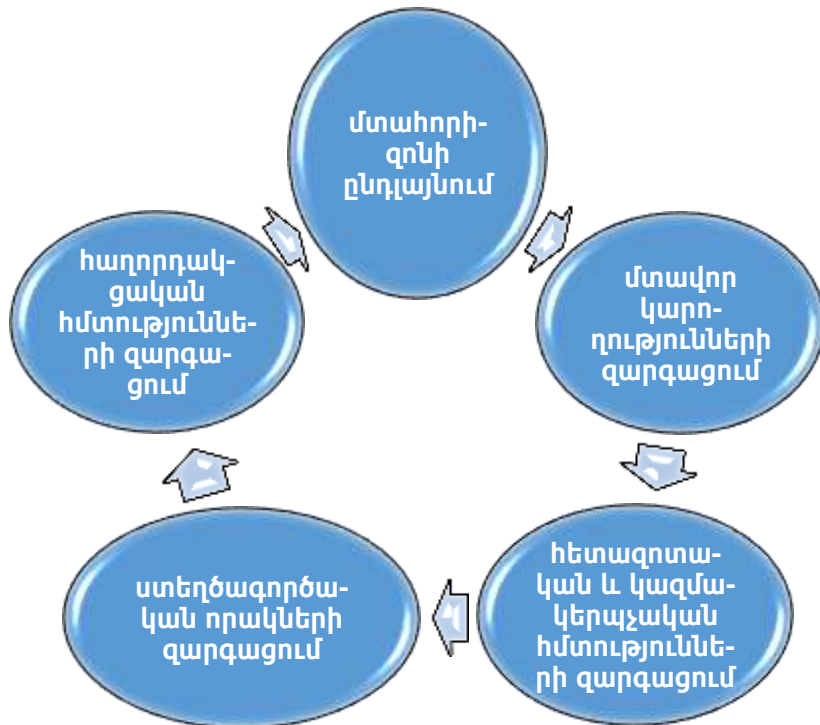 մտահորի-
զոնի
ընդլայնում
մտավոր
կարո-
ղությունների
զարգացում
հետազոտա-
կան և կազմա-
կերպչական
հմտություննե-
րի զարգացում
ստեղծագործա-
կան որակների
զարգացում
հաղորդակ-
ցական
հմտություննե-
րի զարգա-
ցում